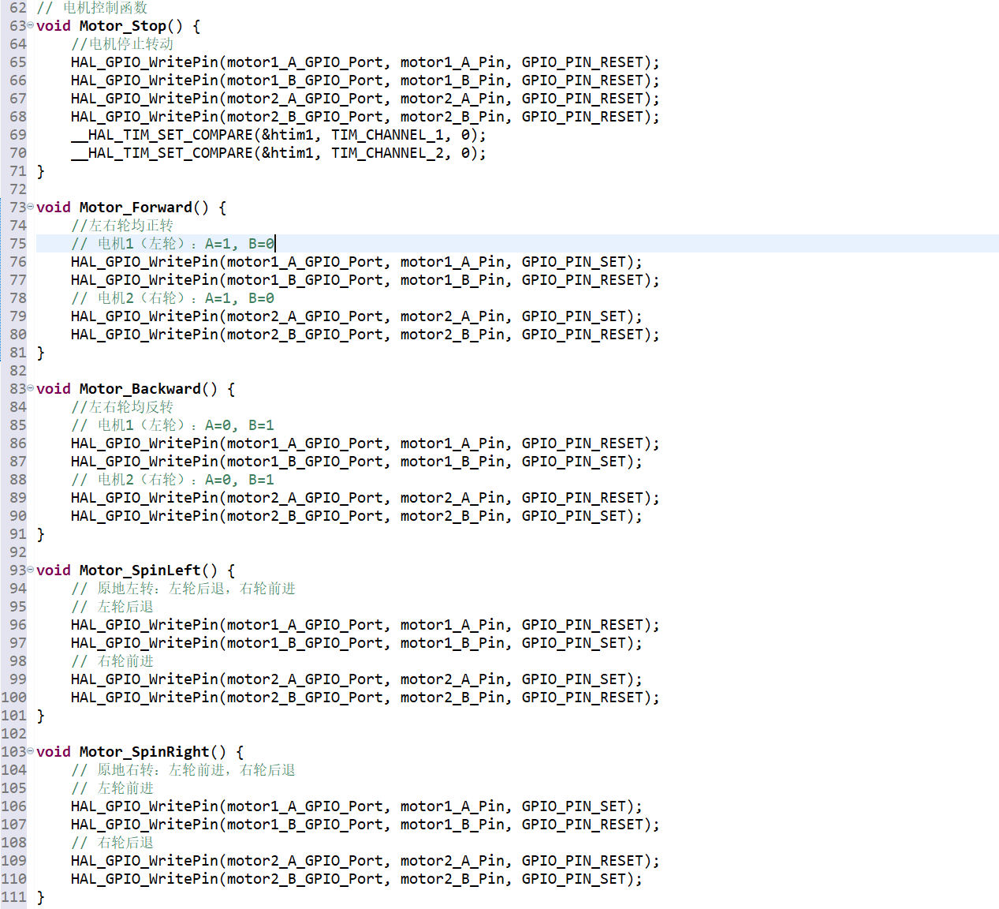 62 // 电机控制函数
63 void Motor_Stop() {
64     //电机停止转动
65     HAL_GPIO_WritePin(motor1_A_GPIO_Port, motor1_A_Pin, GPIO_PIN_RESET);
66     HAL_GPIO_WritePin(motor1_B_GPIO_Port, motor1_B_Pin, GPIO_PIN_RESET);
67     HAL_GPIO_WritePin(motor2_A_GPIO_Port, motor2_A_Pin, GPIO_PIN_RESET);
68     HAL_GPIO_WritePin(motor2_B_GPIO_Port, motor2_B_Pin, GPIO_PIN_RESET);
69     __HAL_TIM_SET_COMPARE(&htim1, TIM_CHANNEL_1, 0);
70     __HAL_TIM_SET_COMPARE(&htim1, TIM_CHANNEL_2, 0);
71 }
72
73 void Motor_Forward() {
74     //左右轮均正转
75     // 电机1（左轮）：A=1, B=0
76     HAL_GPIO_WritePin(motor1_A_GPIO_Port, motor1_A_Pin, GPIO_PIN_SET);
77     HAL_GPIO_WritePin(motor1_B_GPIO_Port, motor1_B_Pin, GPIO_PIN_RESET);
78     // 电机2（右轮）：A=1, B=0
79     HAL_GPIO_WritePin(motor2_A_GPIO_Port, motor2_A_Pin, GPIO_PIN_SET);
80     HAL_GPIO_WritePin(motor2_B_GPIO_Port, motor2_B_Pin, GPIO_PIN_RESET);
81 }
82
83 void Motor_Backward() {
84     //左右轮均反转
85     // 电机1（左轮）：A=0, B=1
86     HAL_GPIO_WritePin(motor1_A_GPIO_Port, motor1_A_Pin, GPIO_PIN_RESET);
87     HAL_GPIO_WritePin(motor1_B_GPIO_Port, motor1_B_Pin, GPIO_PIN_SET);
88     // 电机2（右轮）：A=0, B=1
89     HAL_GPIO_WritePin(motor2_A_GPIO_Port, motor2_A_Pin, GPIO_PIN_RESET);
90     HAL_GPIO_WritePin(motor2_B_GPIO_Port, motor2_B_Pin, GPIO_PIN_SET);
91 }
92
93 void Motor_SpinLeft() {
94     // 原地左转：左轮后退，右轮前进
95     // 左轮后退
96     HAL_GPIO_WritePin(motor1_A_GPIO_Port, motor1_A_Pin, GPIO_PIN_RESET);
97     HAL_GPIO_WritePin(motor1_B_GPIO_Port, motor1_B_Pin, GPIO_PIN_SET);
98     // 右轮前进
99     HAL_GPIO_WritePin(motor2_A_GPIO_Port, motor2_A_Pin, GPIO_PIN_SET);
100     HAL_GPIO_WritePin(motor2_B_GPIO_Port, motor2_B_Pin, GPIO_PIN_RESET);
101 }
102
103 void Motor_SpinRight() {
104     // 原地右转：左轮前进，右轮后退
105     // 左轮前进
106     HAL_GPIO_WritePin(motor1_A_GPIO_Port, motor1_A_Pin, GPIO_PIN_SET);
107     HAL_GPIO_WritePin(motor1_B_GPIO_Port, motor1_B_Pin, GPIO_PIN_RESET);
108     // 右轮后退
109     HAL_GPIO_WritePin(motor2_A_GPIO_Port, motor2_A_Pin, GPIO_PIN_RESET);
110     HAL_GPIO_WritePin(motor2_B_GPIO_Port, motor2_B_Pin, GPIO_PIN_SET);
111 }